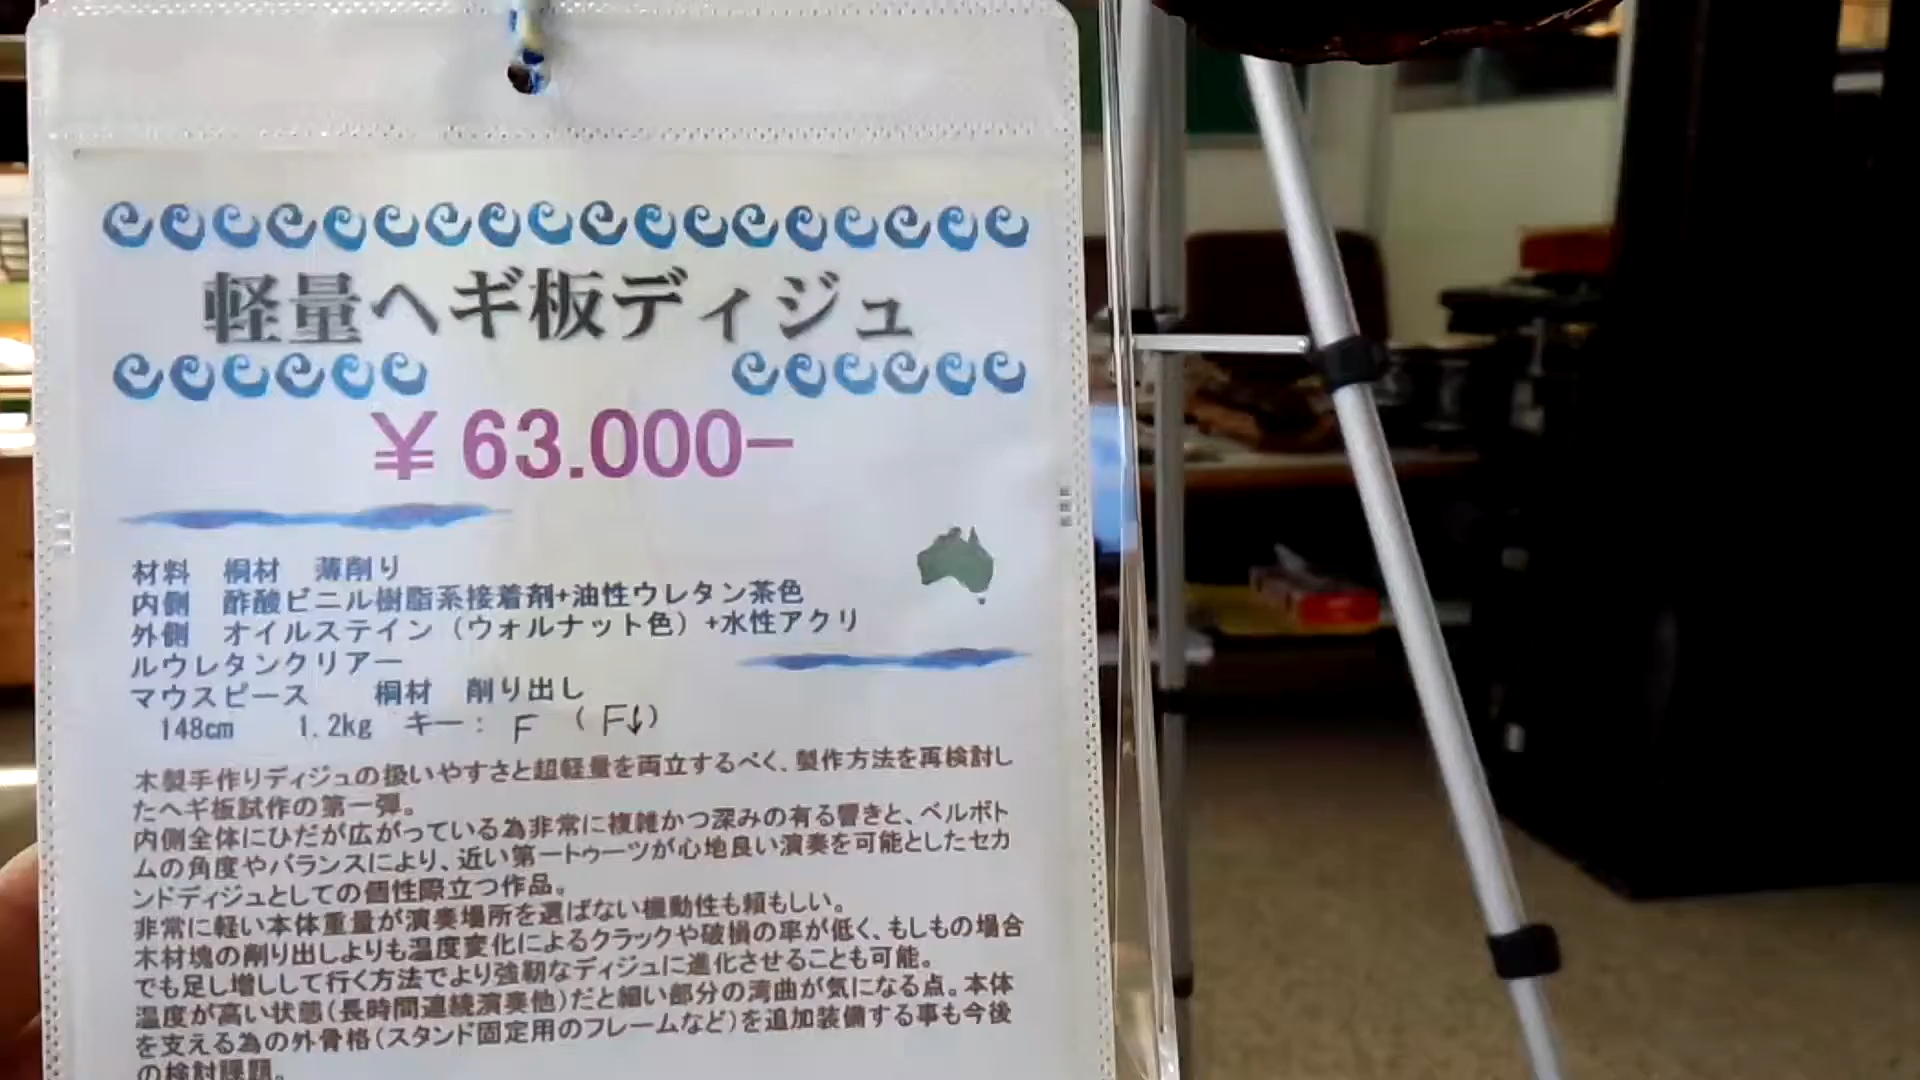 軽量ヘギ板ディジュ
￥63.000−
材料　桐材　薄削り
内側　酢酸ビニル樹脂系接着剤+油性ウレタン茶色
外側　オイルステイン（ウォルナット色）+水性アクリ
ルウレタンクリアー
マウスピース　　桐材　削り出し
148cm　　1.2kg　キー：　F　（F↓）
木製手作りディジュの扱いやすさと超軽量を両立するべく、製作方法を再検討し
たヘギ板試作の第一弾。
内側全体にひだが広がっている為非常に複雑かつ深みの有る響きと、ベルボト
ムの角度やバランスにより、近い第一トゥーツが心地良い演奏を可能としたセカ
ンドディジュとしての個性際立つ作品。
非常に軽い本体重量が演奏場所を選ばない機動性も頼もしい。
木材塊の削り出しよりも温度変化によるクラックや破損の率が低く、もしもの場合
でも足し増しして行く方法でより強靭なディジュに進化させることも可能。
温度が高い状態（長時間連続演奏他）だと細い部分の湾曲が気になる点。本体
を支える為の外骨格（スタンド固定用のフレームなど）を追加装備する事も今後
の検討課題。